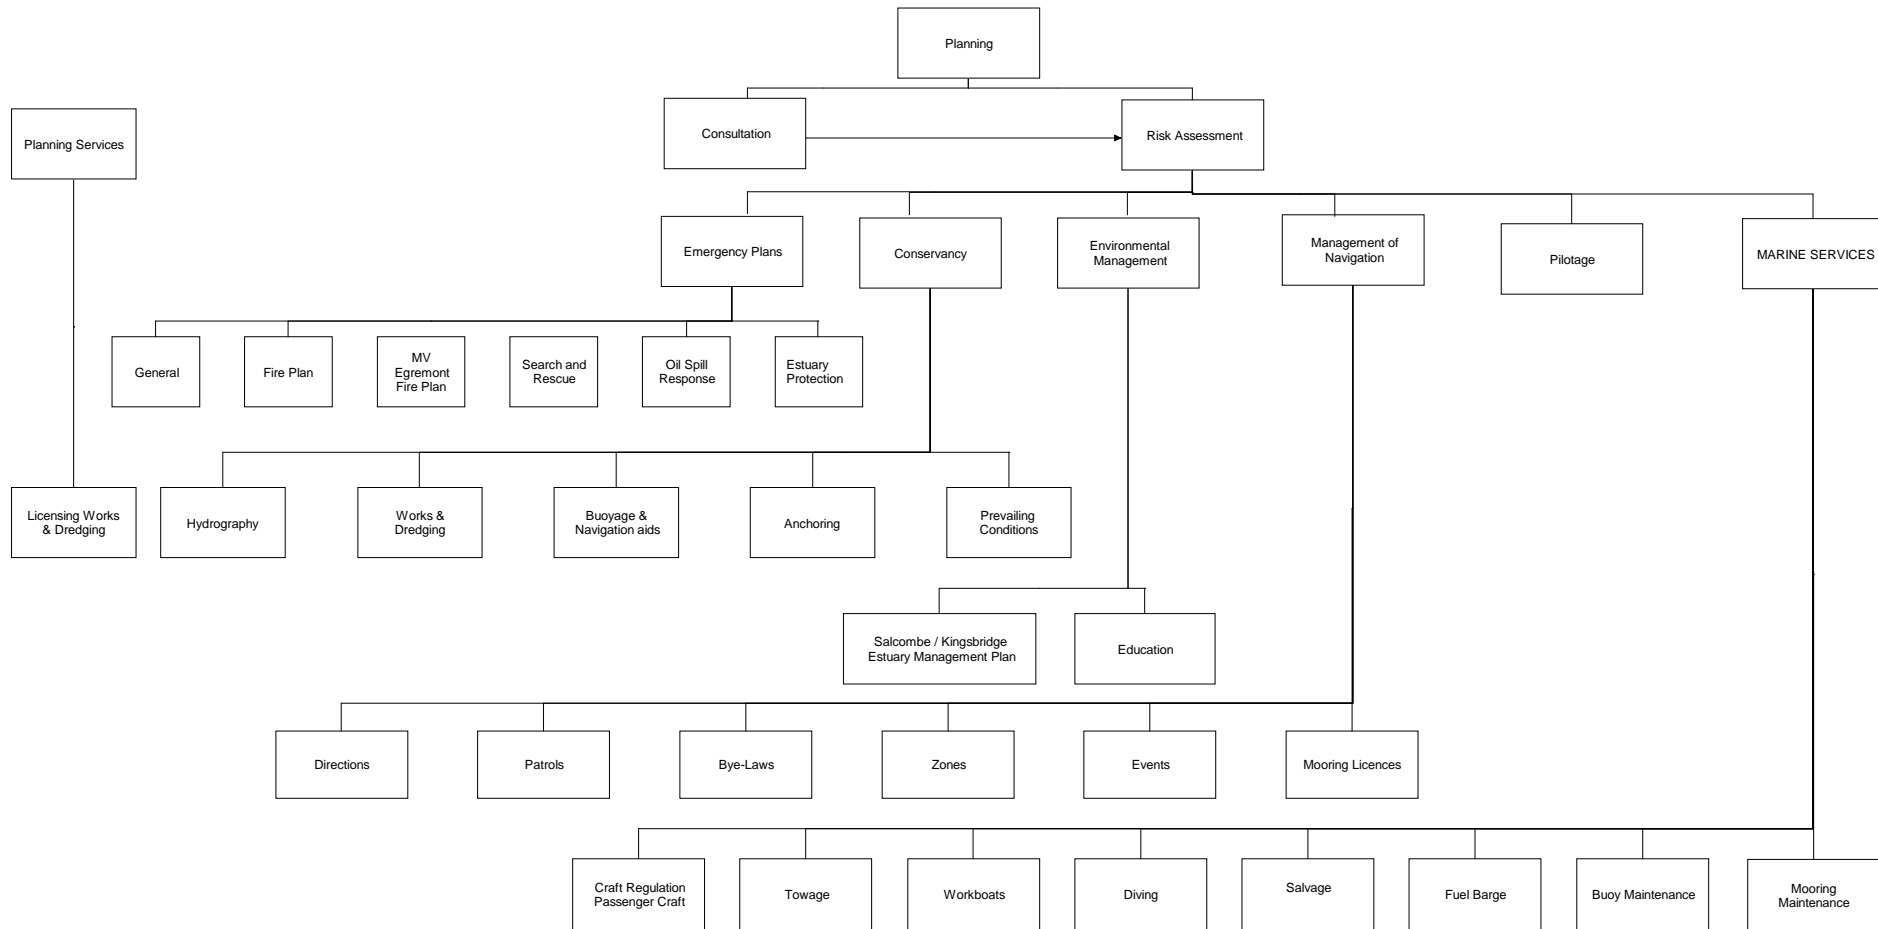 Planning
Consultation
Risk Assessment
Planning Services
Emergency Plans
Conservancy
Environmental
Management
Management of
Navigation
Pilotage
MARINE SERVICES
General
Fire Plan
MV
Egremont
Fire Plan
Search and
Rescue
Oil Spill
Response
Estuary
Protection
Licensing Works
& Dredging
Hydrography
Works &
Dredging
Buoyage &
Navigation aids
Anchoring
Prevailing
Conditions
Salcombe / Kingsbridge
Estuary Management Plan
Education
Directions
Patrols
Bye-Laws
Zones
Events
Mooring Licences
Craft Regulation
Passenger Craft
Towage
Workboats
Diving
Salvage
Fuel Barge
Buoy Maintenance
Mooring
Maintenance